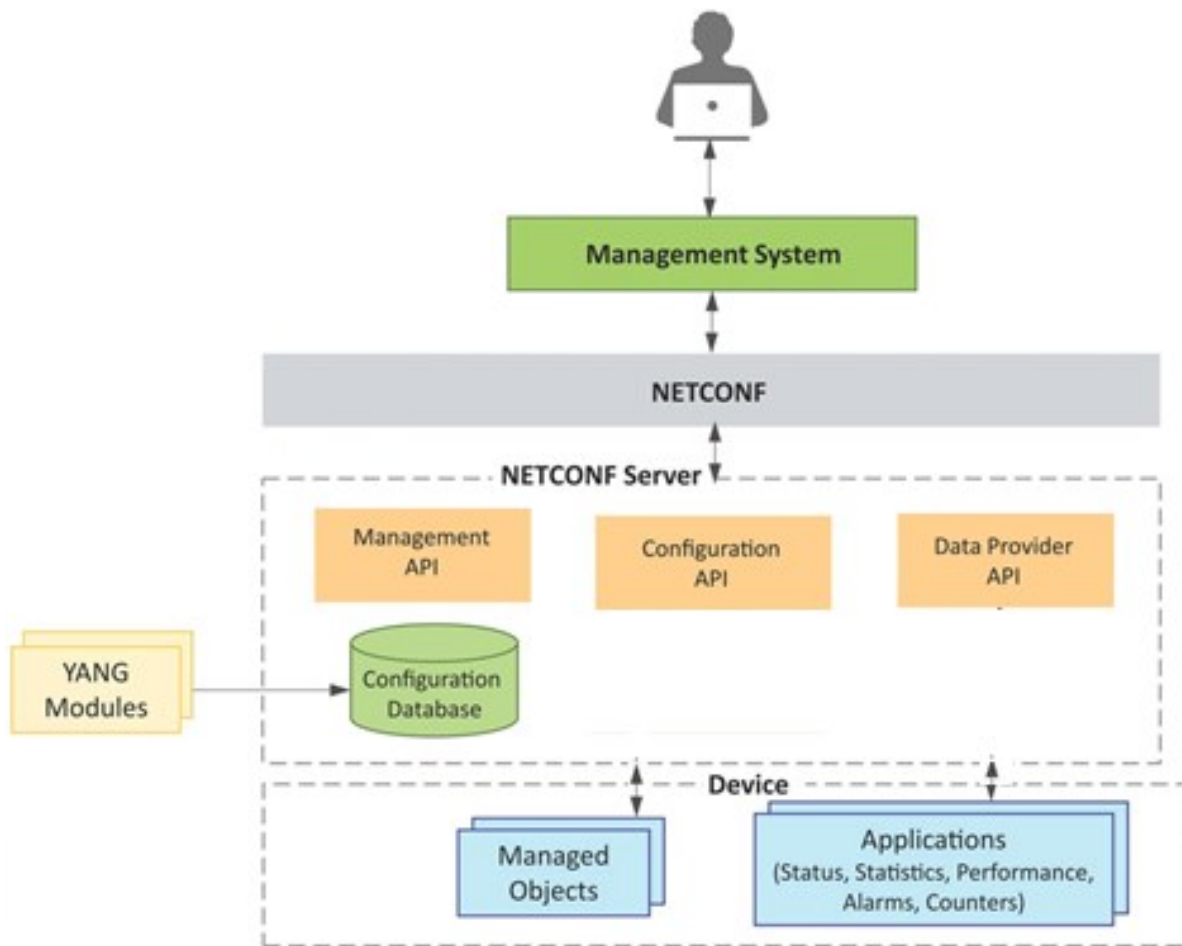 Management System
NETCONF
NETCONF Server
Management
API
Configuration
API
Data Provider
API
YANG
Modules
Configuration
Database
Device
Managed
Objects
Applications
(Status, Statistics, Performance,
Alarms, Counters)